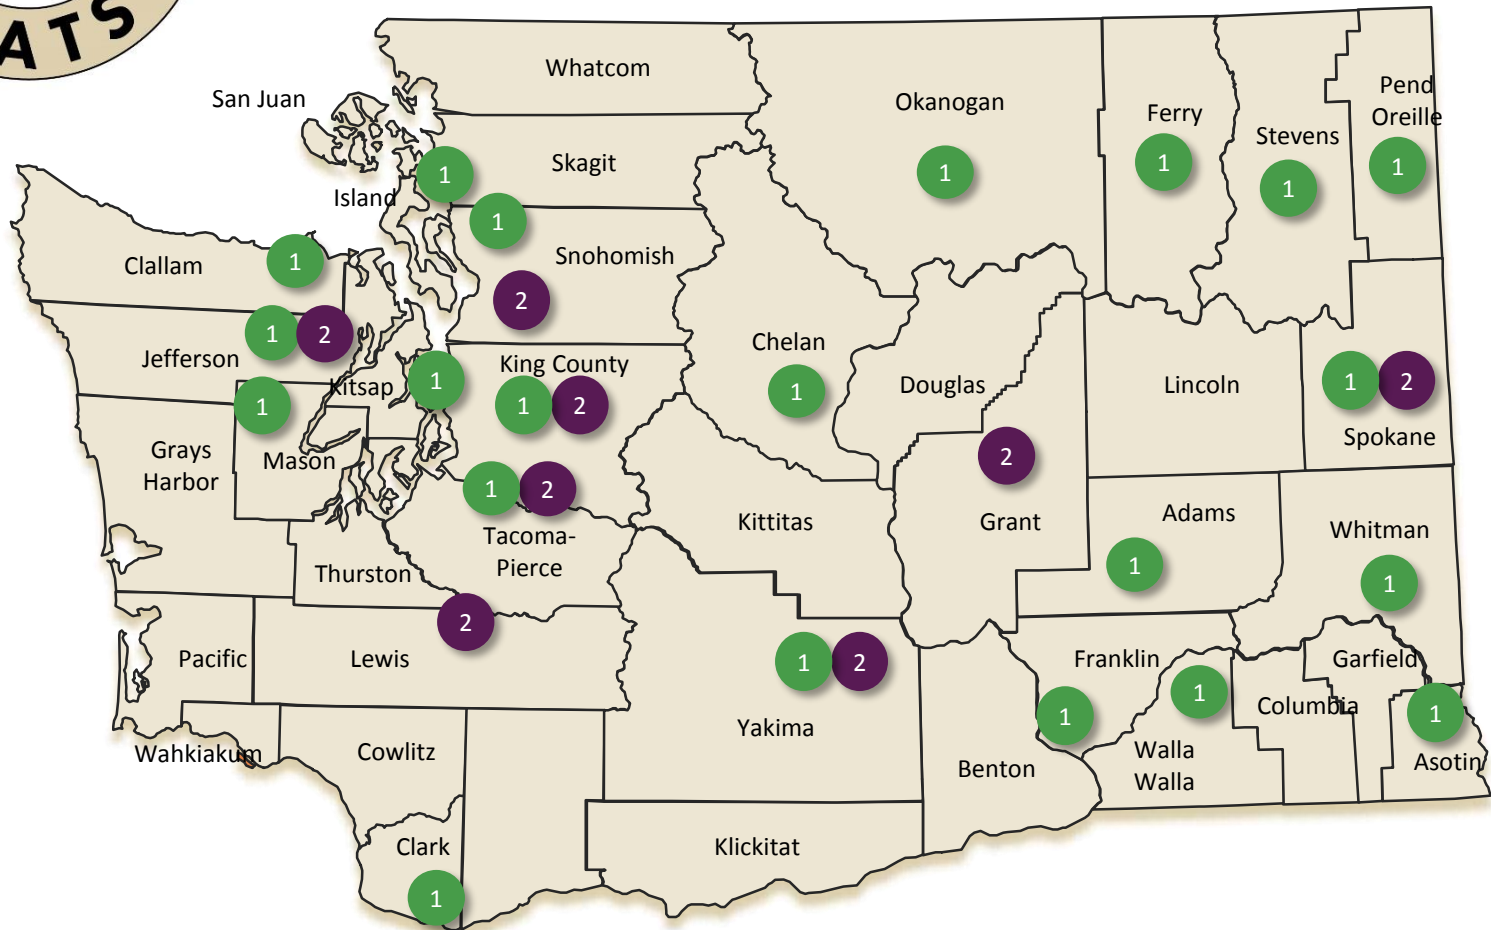 ATS
Whatcom
San Juan
Okanogan
Pend
Oreille
Ferry
Stevens
Skagit
1
1
1
1
1
Island
1
Snohomish
Clallam
1
2
1
2
Jefferson
Kitsap
1
King County
1
2
Chelan
1
Douglas
Lincoln
1
2
Spokane
1
Mason
Grays
Harbor
2
Grant
1
2
Tacoma-
Pierce
Kittitas
Adams
1
Whitman
1
Thurston
2
Pacific
Lewis
1
2
Yakima
Franklin
1
1
Walla
Walla
Garfield
Columbia
1
Asotin
Wahkiakum
Cowlitz
Benton
Clark
1
Klickitat